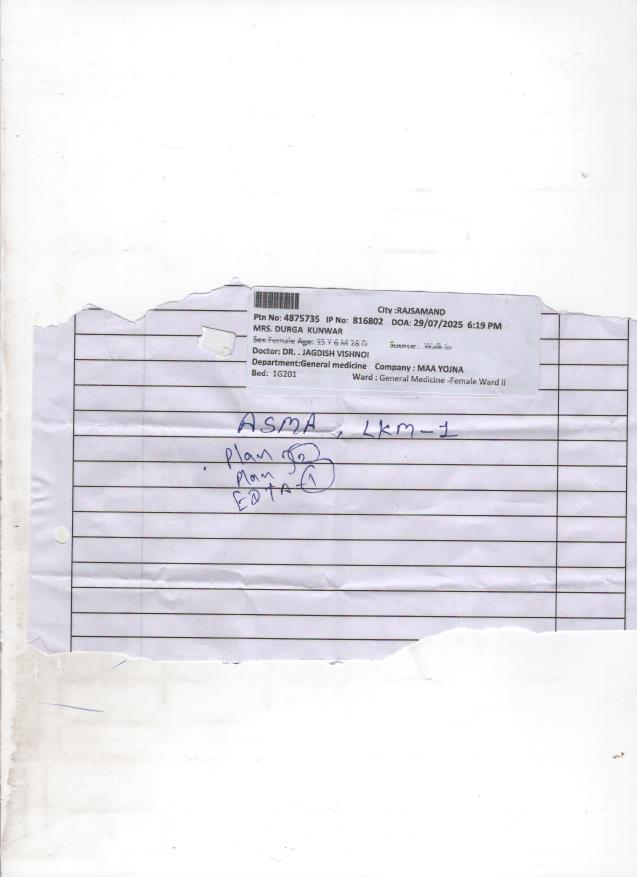 City :RAJSAMAND
Ptn No: 4875735 IP No: 816802 DOA: 29/07/2025 6:19 PM
MRS. DURGA KUNWAR
Sex:Female Age: 35 Y 6 M 28 D Source : Walk In
Doctor: DR. . JAGDISH VISHNOI
Department:General medicine Company : MAA YOJNA
Bed: 1G201 Ward : General Medicine -Female Ward II
ASMA, LKM-1
Plain
Plain
EDTA - 1